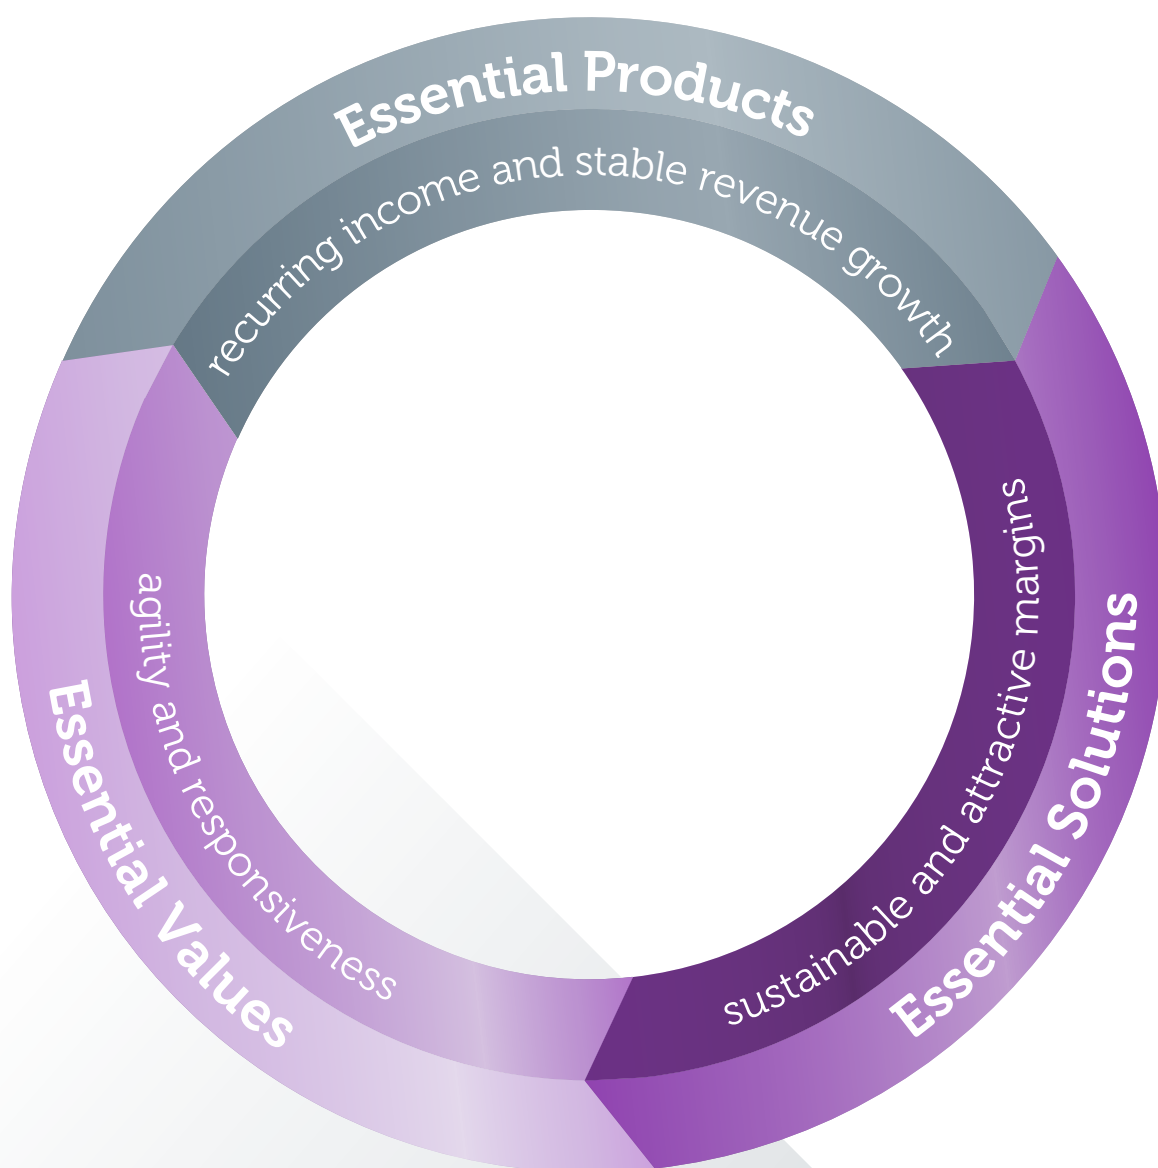 Essential Products
recurring income and stable revenue growth
Essential Solutions
sustainable and attractive margins
Essential Values
agility and responsiveness